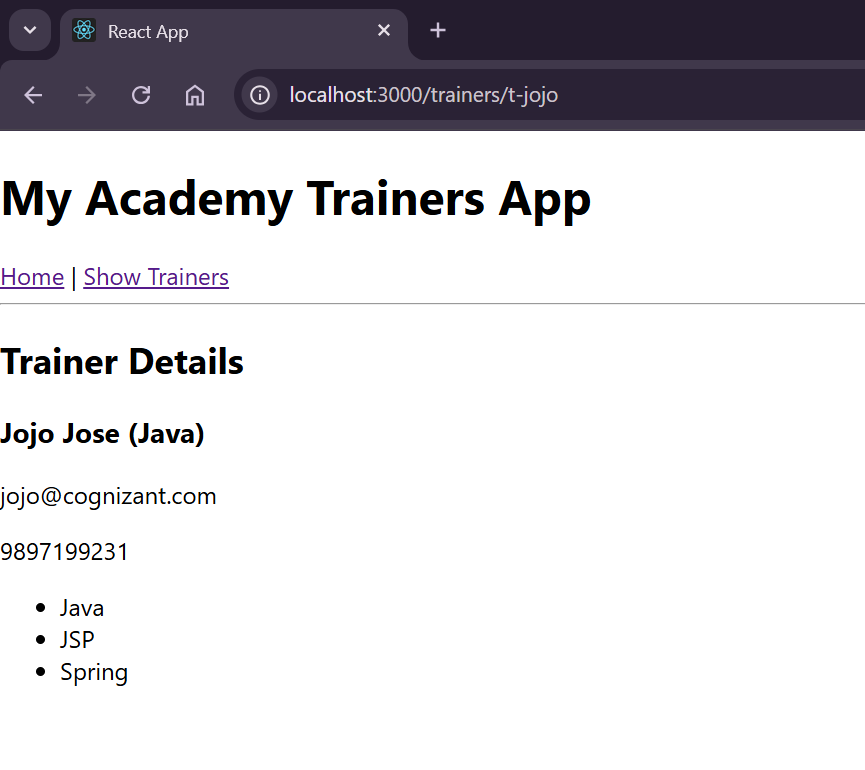 React App
localhost:3000/trainers/t-jojo
My Academy Trainers App
Home | Show Trainers
Trainer Details
Jojo Jose (Java)
jojo@cognizant.com
9897199231
Java
JSP
Spring